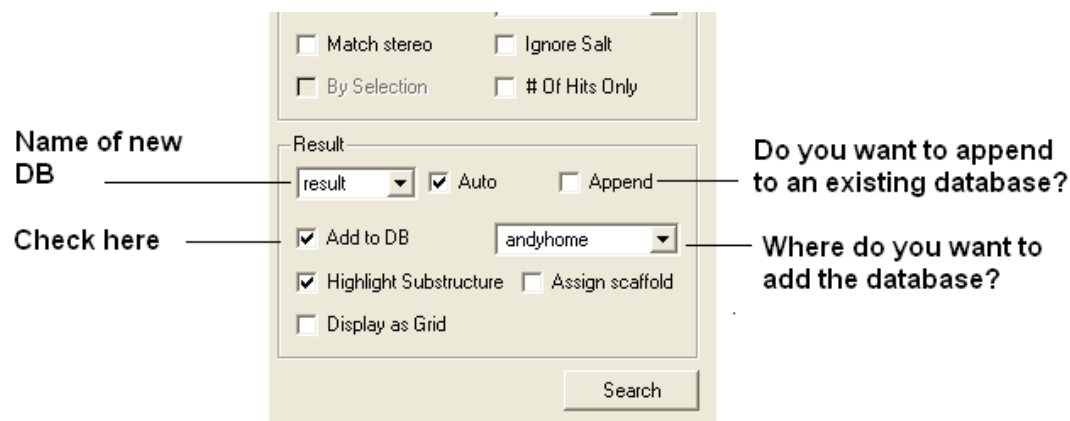 Match stereo
Ignore Salt
By Selection
# Of Hits Only
Name of new
DB
Result
result
Auto
Append
Do you want to append
to an existing database?
Check here
Add to DB
andyhome
Where do you want to
add the database?
Highlight Substructure
Assign scaffold
Display as Grid
Search